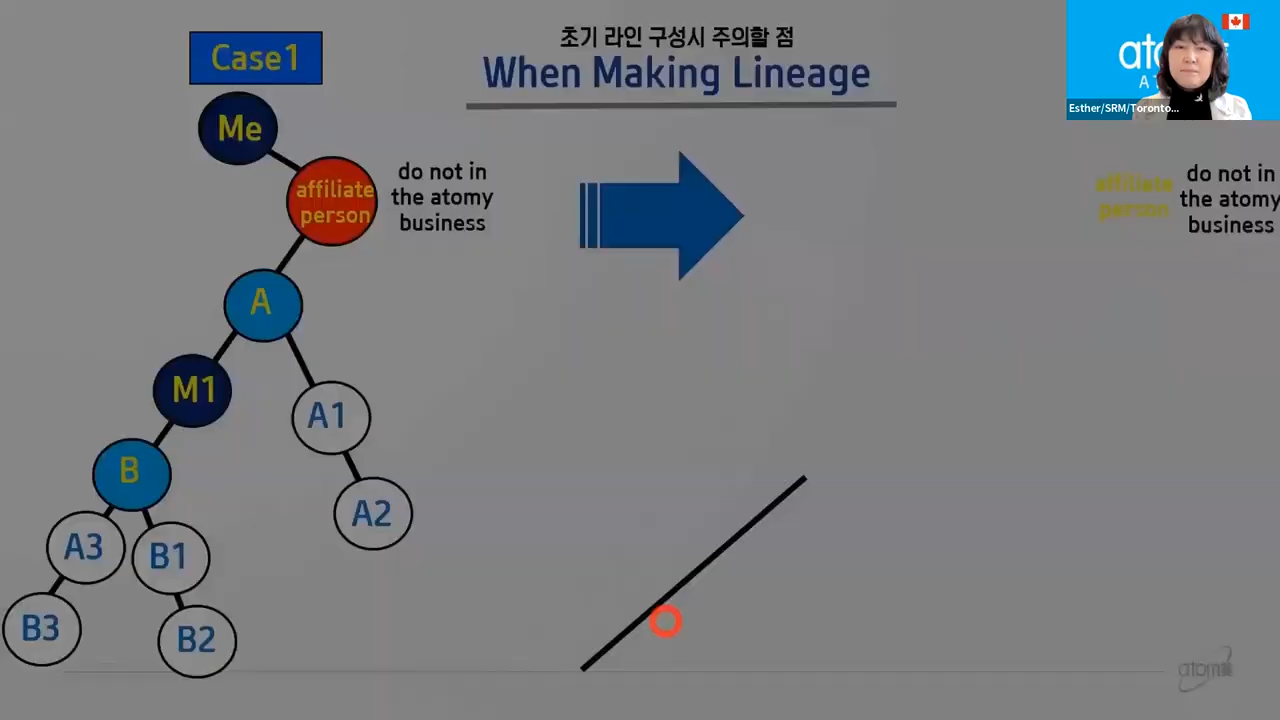 초기 라인 구성시 주의할 점
When Making Lineage
Case1
Me
affiliate
person
do not in
the atomy
business
A
M1
A1
B
A2
A3
B1
B3
B2
affiliate
person
do not in
the atomy
business
Esther/SRM/Toronto...